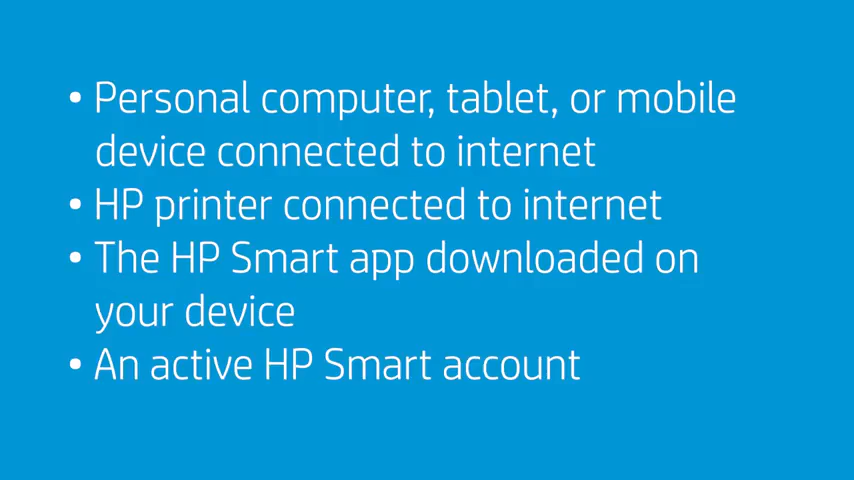 • Personal computer, tablet, or mobile
device connected to internet
• HP printer connected to internet
• The HP Smart app downloaded on
your device
• An active HP Smart account